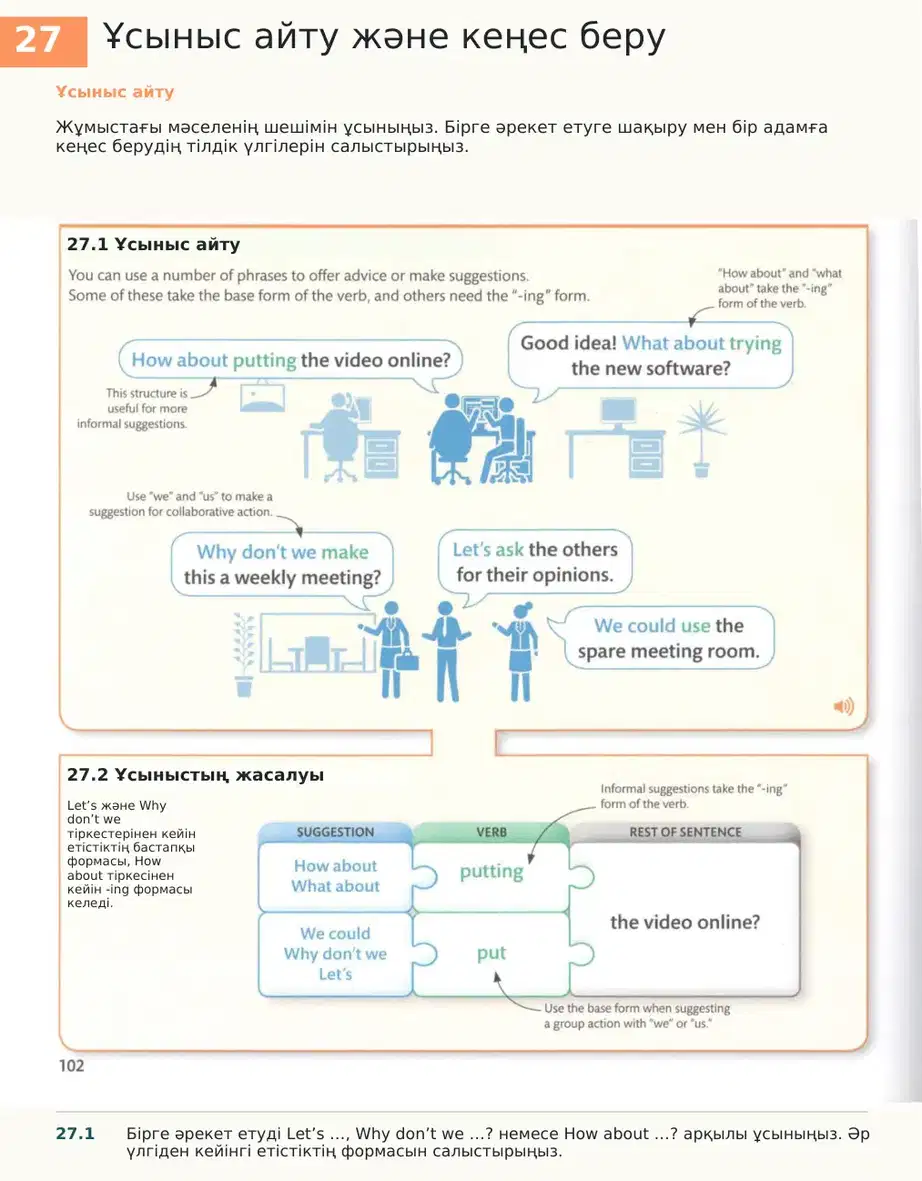 27
Ұсыныс айту және кеңес беру
Ұсыныс айту
Жұмыстағы мәселенің шешімін ұсыныңыз. Бірге әрекет етуге шақыру мен бір адамға
кеңес берудің тілдік үлгілерін салыстырыңыз.
27.1 Ұсыныс айту
You can use a number of phrases to offer advice or make suggestions.
Some of these take the base form of the verb, and others need the “-ing” form.
“How about” and “what
about” take the “-ing”
form of the verb.
How about putting the video online?
Good idea! What about trying
the new software?
This structure is
useful for more
informal suggestions.
Use “we” and “us” to make a
suggestion for collaborative action.
Why don’t we make
this a weekly meeting?
Let’s ask the others
for their opinions.
We could use the
spare meeting room.
27.2 Ұсыныстың жасалуы
Let’s және Why
don’t we
тіркестерінен кейін
етістіктің бастапқы
формасы, How
about тіркесінен
кейін -ing формасы
келеді.
Informal suggestions take the “-ing”
form of the verb.
SUGGESTION
VERB
REST OF SENTENCE
How about
What about
putting
the video online?
We could
Why don’t we
Let’s
put
Use the base form when suggesting
a group action with “we” or “us.”
102
27.1 Бірге әрекет етуді Let’s ..., Why don’t we ...? немесе How about ...? арқылы ұсыныңыз. Әр
үлгіден кейінгі етістіктің формасын салыстырыңыз.